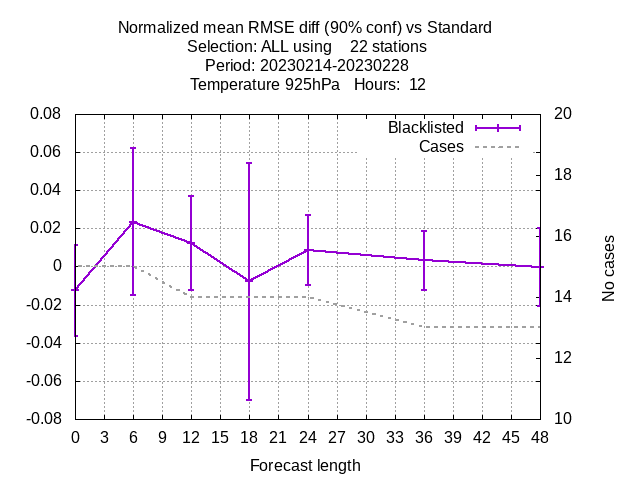 Normalized mean RMSE diff (90% conf) vs Standard
Selection: ALL using    22 stations
Period: 20230214-20230228
Temperature 925hPa   Hours:  12
Blacklisted
Cases
0.08
0.06
0.04
0.02
0
-0.02
-0.04
-0.06
-0.08
20
18
16
14
12
10
No cases
0 3 6 9 12 15 18 21 24 27 30 33 36 39 42 45 48
Forecast length